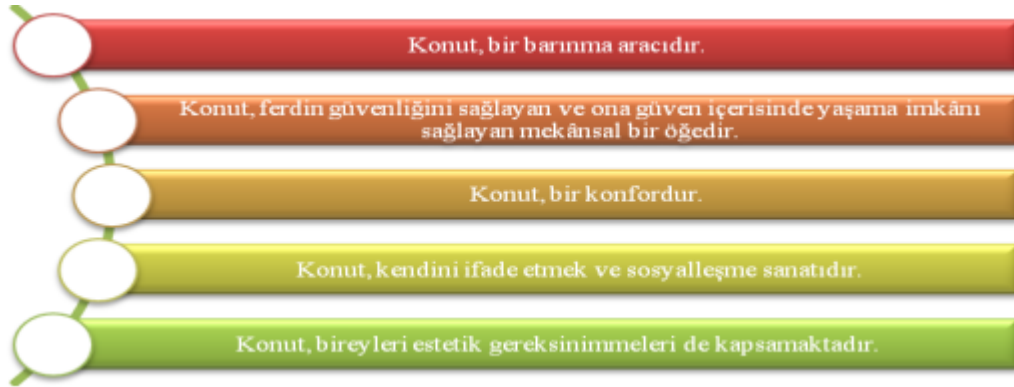 Konut, bir barınma aracıdır.
Konut, ferdin güvenliğini sağlayan ve ona güven içerisinde yaşama imkânı
sağlayan mekânsal bir öğedir.
Konut, bir konfordur.
Konut, kendini ifade etmek ve sosyalleşme sanatıdır.
Konut, bireyleri estetik gereksinimmeleri de kapsamaktadır.